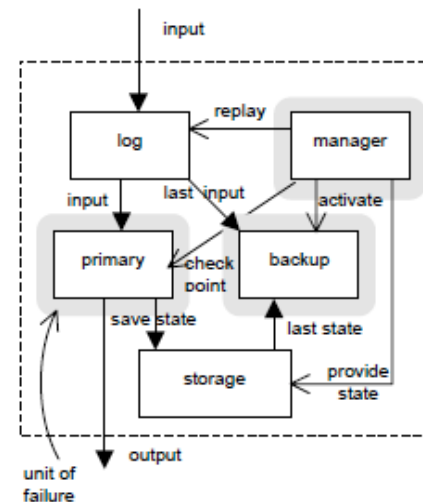 input
replay
log
manager
input
last input
activate
primary
check
point
backup
save state
last state
storage
provide
state
output
unit of
failure